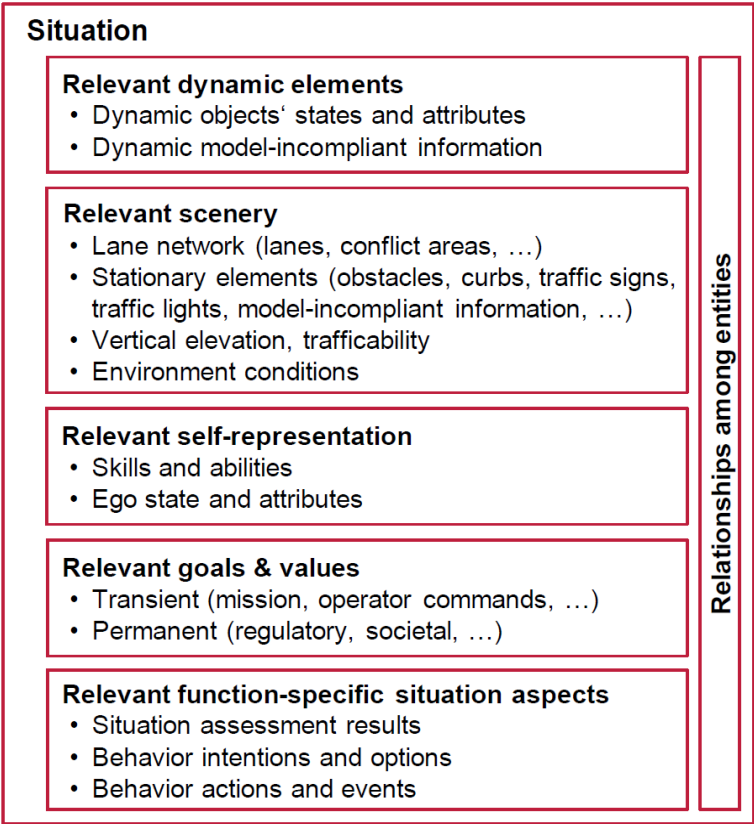 Situation
Relevant dynamic elements
• Dynamic objects‘ states and attributes
• Dynamic model-incompliant information
Relevant scenery
• Lane network (lanes, conflict areas, …)
• Stationary elements (obstacles, curbs, traffic signs,
traffic lights, model-incompliant information, …)
• Vertical elevation, trafficability
• Environment conditions
Relevant self-representation
• Skills and abilities
• Ego state and attributes
Relevant goals & values
• Transient (mission, operator commands, …)
• Permanent (regulatory, societal, …)
Relevant function-specific situation aspects
• Situation assessment results
• Behavior intentions and options
• Behavior actions and events
Relationships among entities